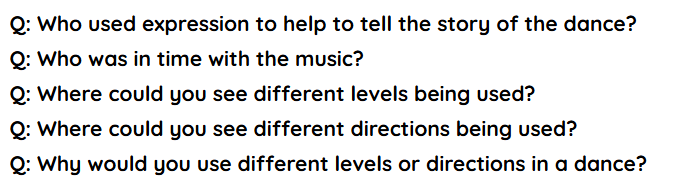 Q: Who used expression to help to tell the story of the dance?
Q: Who was in time with the music?
Q: Where could you see different levels being used?
Q: Where could you see different directions being used?
Q: Why would you use different levels or directions in a dance?